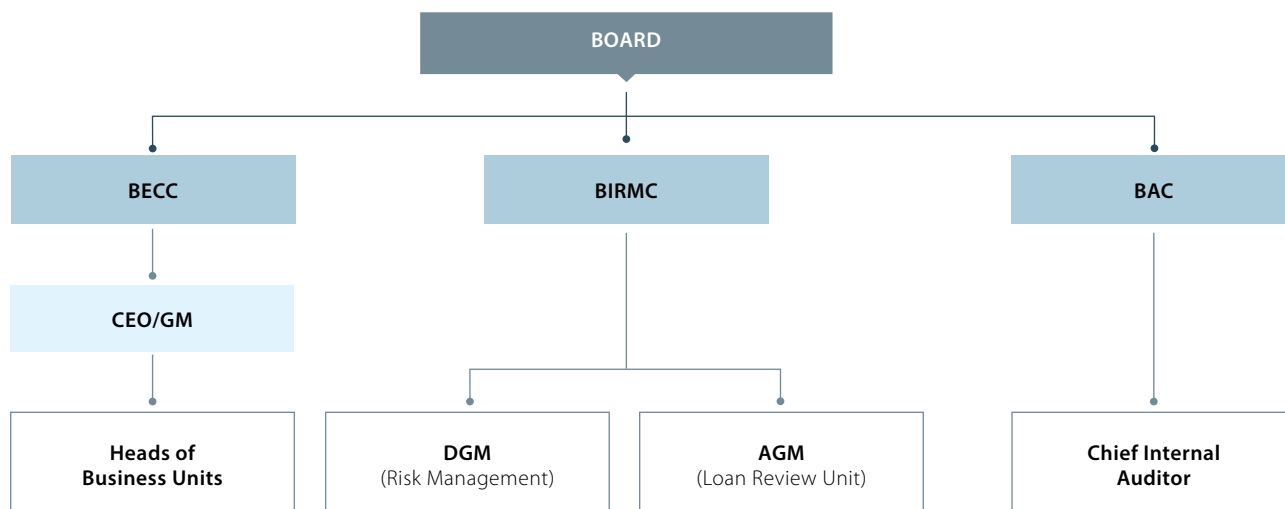 BOARD
BECC
BIRMC
BAC
CEO/GM
Heads of
Business Units
DGM
(Risk Management)
AGM
(Loan Review Unit)
Chief Internal
Auditor